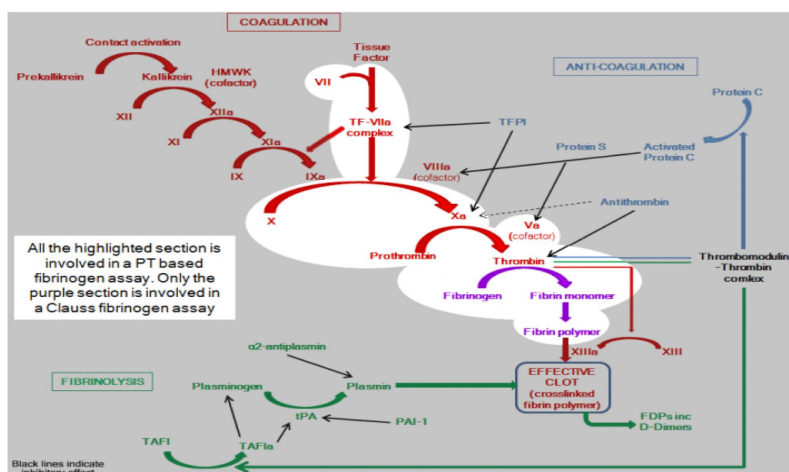 COAGULATION
Contact activation
Prekallikrein
Kallikrein
HMWK
(cofactor)
XII
XIIa
XI
XIa
IX
IXa
Tissue
Factor
VII
TF-VIIa
complex
TFPI
VIIIa
(cofactor)
X
Xa
Va
(cofactor)
Prothrombin
Thrombin
Fibrinogen
Fibrin monomer
Fibrin polymer
XIIIa
XIII
EFFECTIVE
CLOT
(crosslinked
fibrin polymer)
FDPs inc
D-Dimers
ANTI-COAGULATION
Protein C
Protein S
Activated
Protein C
Antithrombin
Thrombomodulin
-Thrombin
comlex
All the highlighted section is
involved in a PT based
fibrinogen assay. Only the
purple section is involved in
a Clauss fibrinogen assay
FIBRINOLYSIS
α2-antiplasmin
Plasminogen
Plasmin
tPA
PAI-1
TAFI
TAFIa
Black lines indicate
inhibitory effect